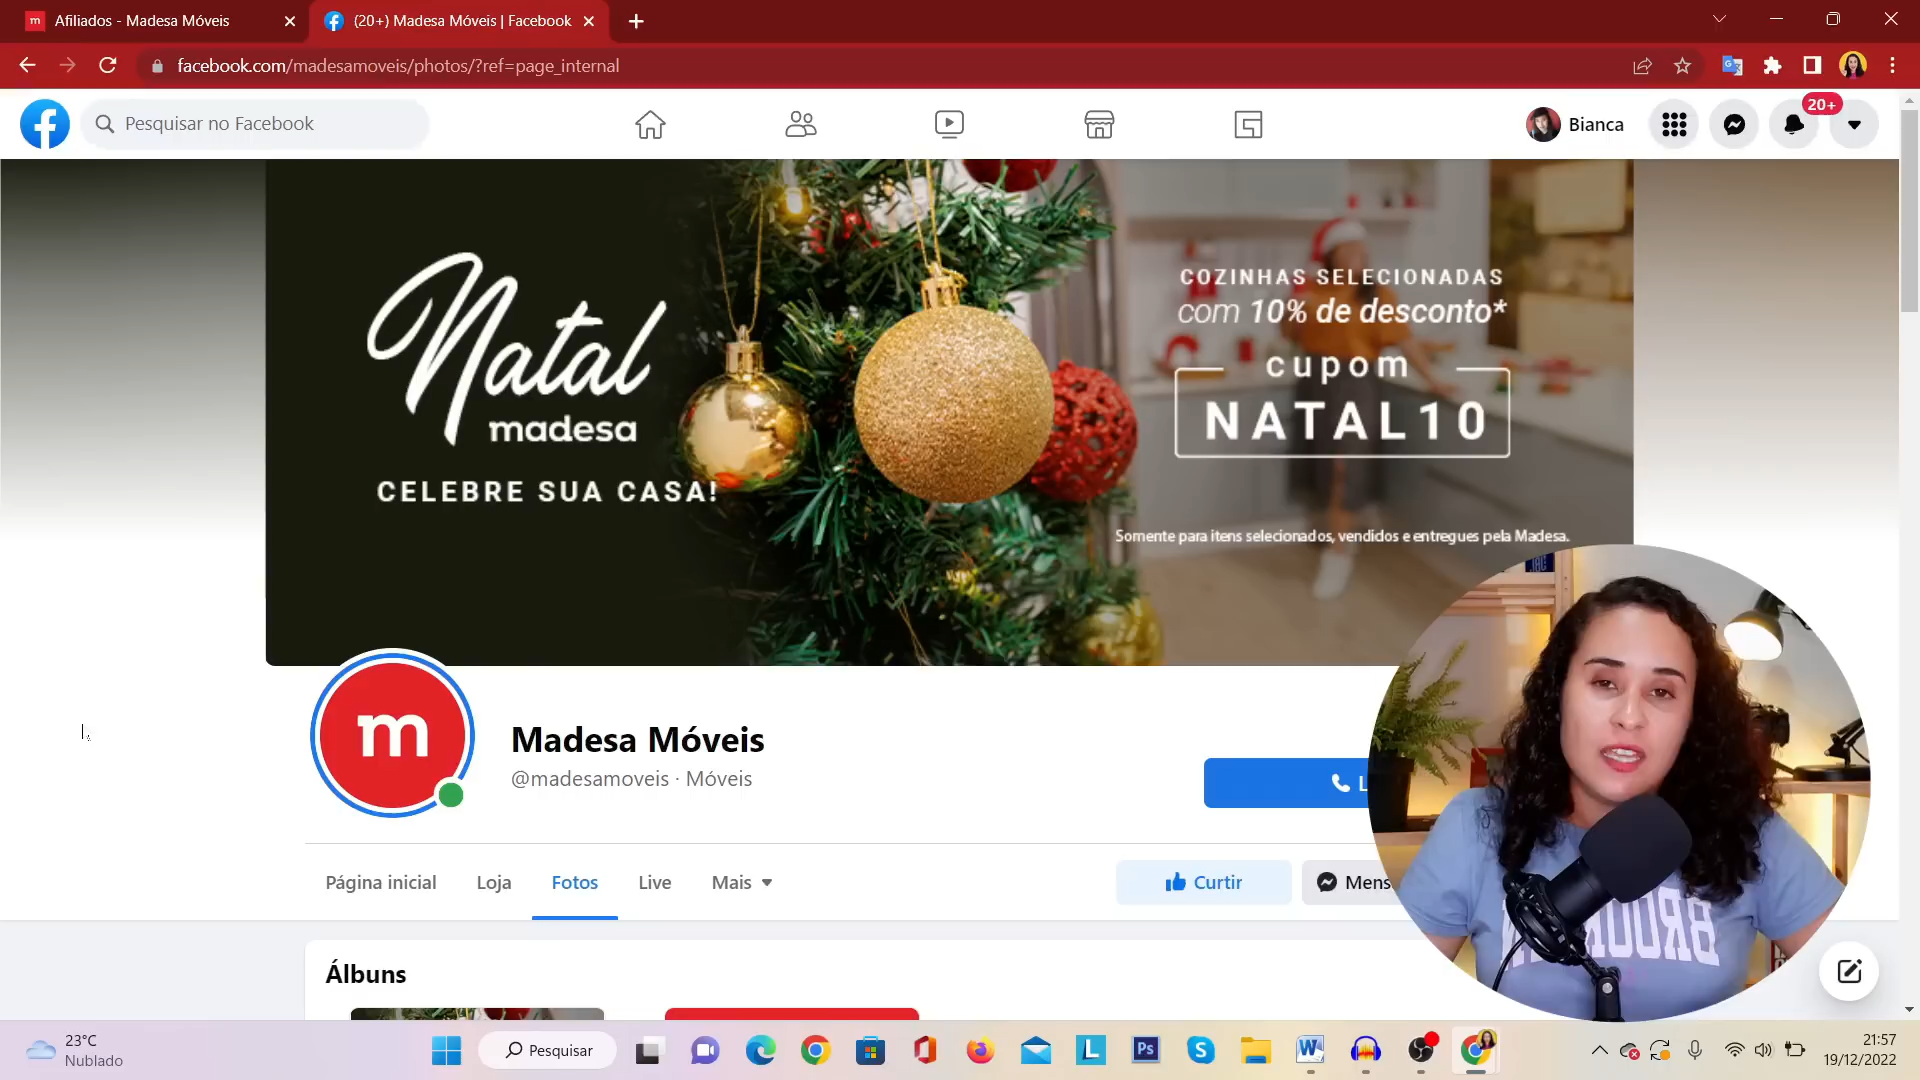 m Afiliados - Madesa Móveis
(20+) Madesa Móveis | Facebook
facebook.com/madesamoveis/photos/?ref=page_internal
Pesquisar no Facebook
Bianca
20+
Natal
madesa
CELEBRE SUA CASA!
COZINHAS SELECIONADAS
com 10% de desconto*
cupom
NATAL10
Somente para itens selecionados, vendidos e entregues pela Madesa.
m
Madesa Móveis
@madesamoveis · Móveis
Página inicial
Loja
Fotos
Live
Mais
Curtir
Mens
Álbuns
23°C
Nublado
Pesquisar
L
Ps
S
W
21:57
19/12/2022